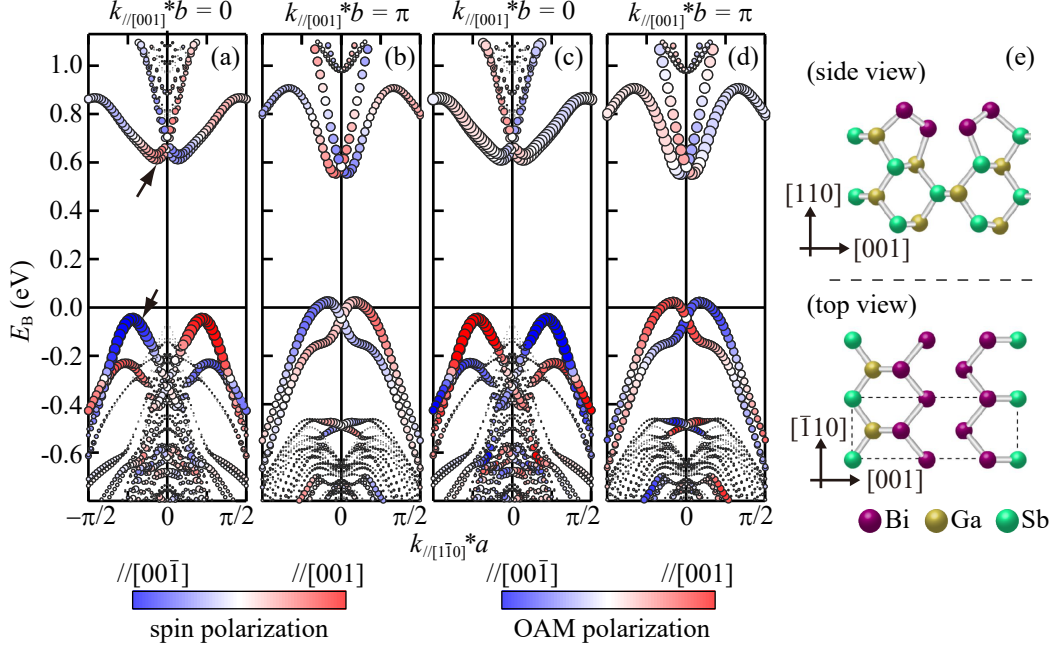 k//[001]*b = 0
k//[001]*b = π
k//[001]*b = 0
k//[001]*b = π
(a)
(b)
(c)
(d)
(e)
1.0
0.8
0.6
0.4
0.2
0.0
-0.2
-0.4
-0.6
E_B (eV)
−π/2
0
π/2
0
π/2
0
π/2
0
π/2
k//[11̄0]*a
//[001̄]
//[001]
spin polarization
//[001̄]
//[001]
OAM polarization
(side view)
[110]
[001]
(top view)
[1̄10]
[001]
Bi
Ga
Sb